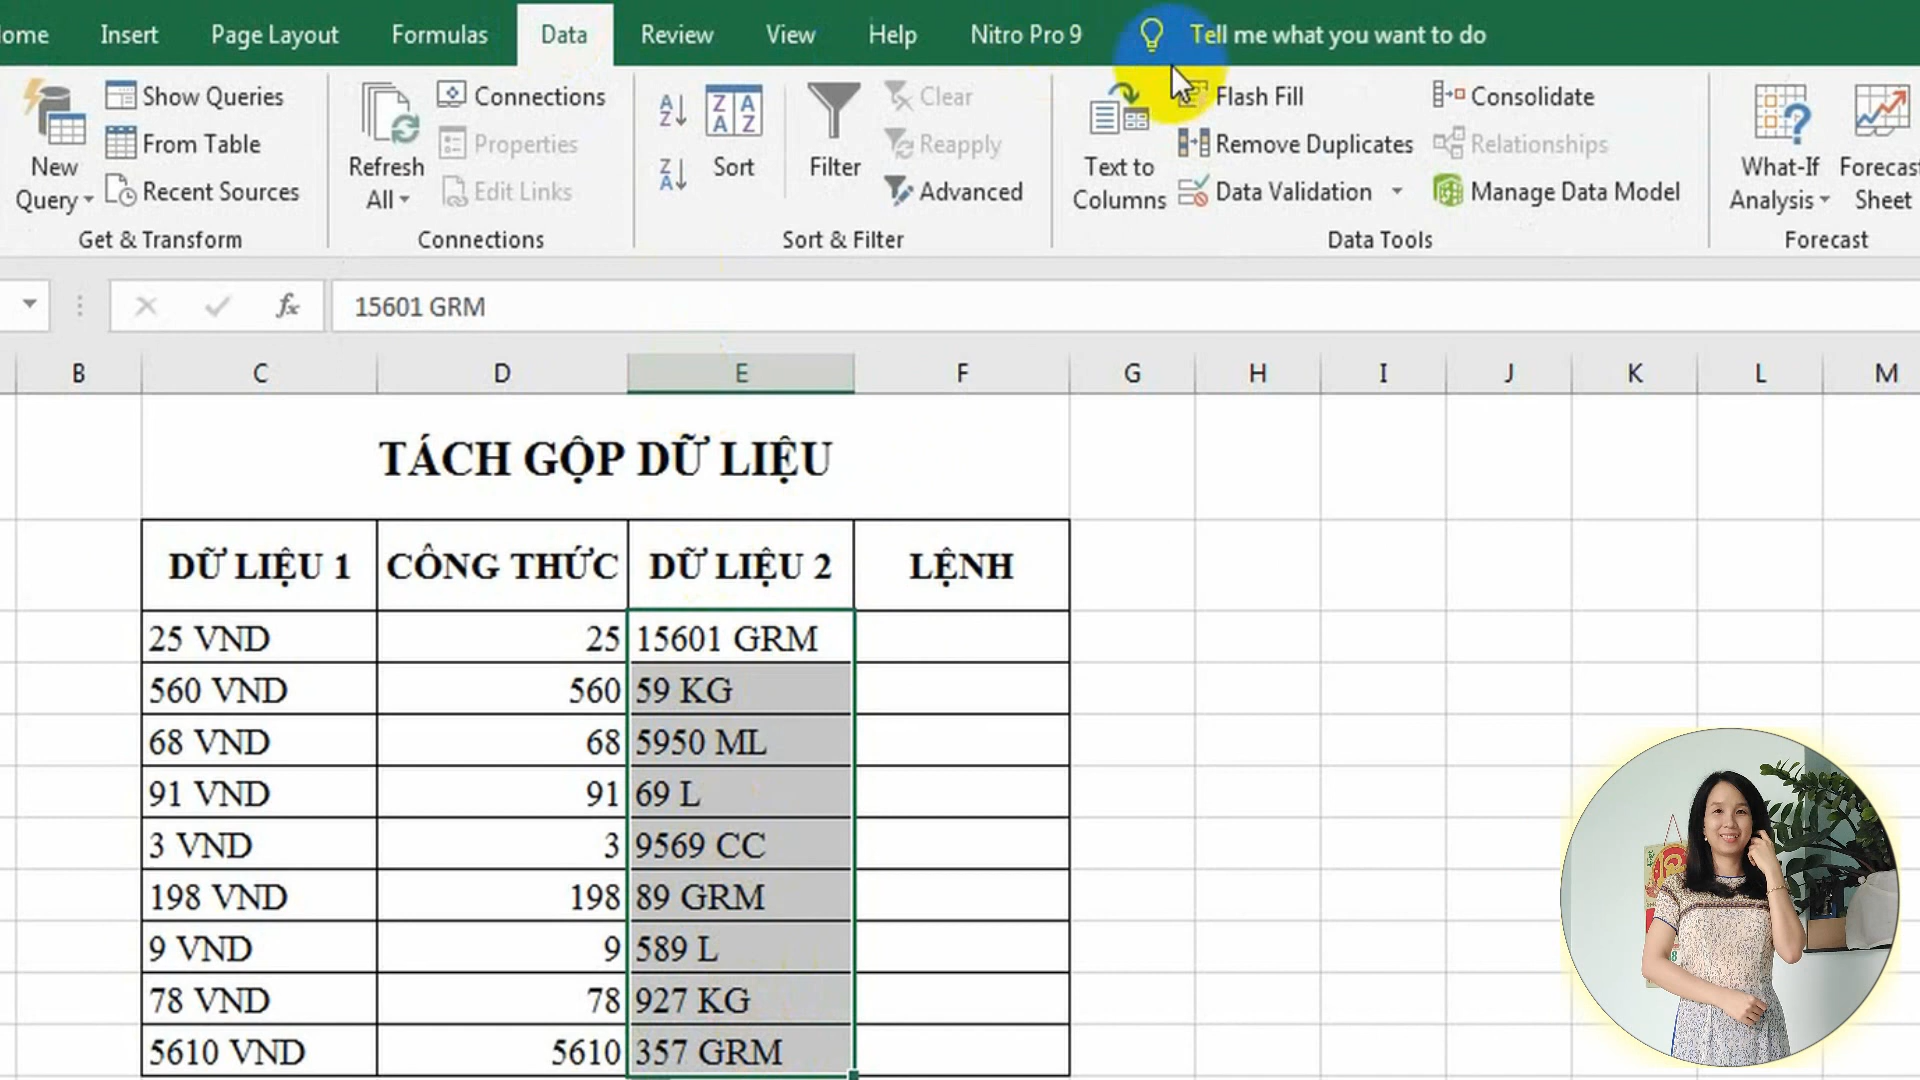 ome Insert Page Layout Formulas Data Review View Help Nitro Pro 9 Tell me what you want to do
New Query
Show Queries
From Table
Recent Sources
Get & Transform
Refresh All
Connections
Properties
Edit Links
Connections
Sort
Filter
Clear
Reapply
Advanced
Sort & Filter
Text to Columns
Flash Fill
Remove Duplicates
Data Validation
Consolidate
Relationships
Manage Data Model
Data Tools
What-If Analysis
Forecast Sheet
Forecast
fx 15601 GRM
B C D E F G H I J K L M
TÁCH GỘP DỮ LIỆU
DỮ LIỆU 1 CÔNG THỨC DỮ LIỆU 2 LỆNH
25 VND 25 15601 GRM
560 VND 560 59 KG
68 VND 68 5950 ML
91 VND 91 69 L
3 VND 3 9569 CC
198 VND 198 89 GRM
9 VND 9 589 L
78 VND 78 927 KG
5610 VND 5610 357 GRM